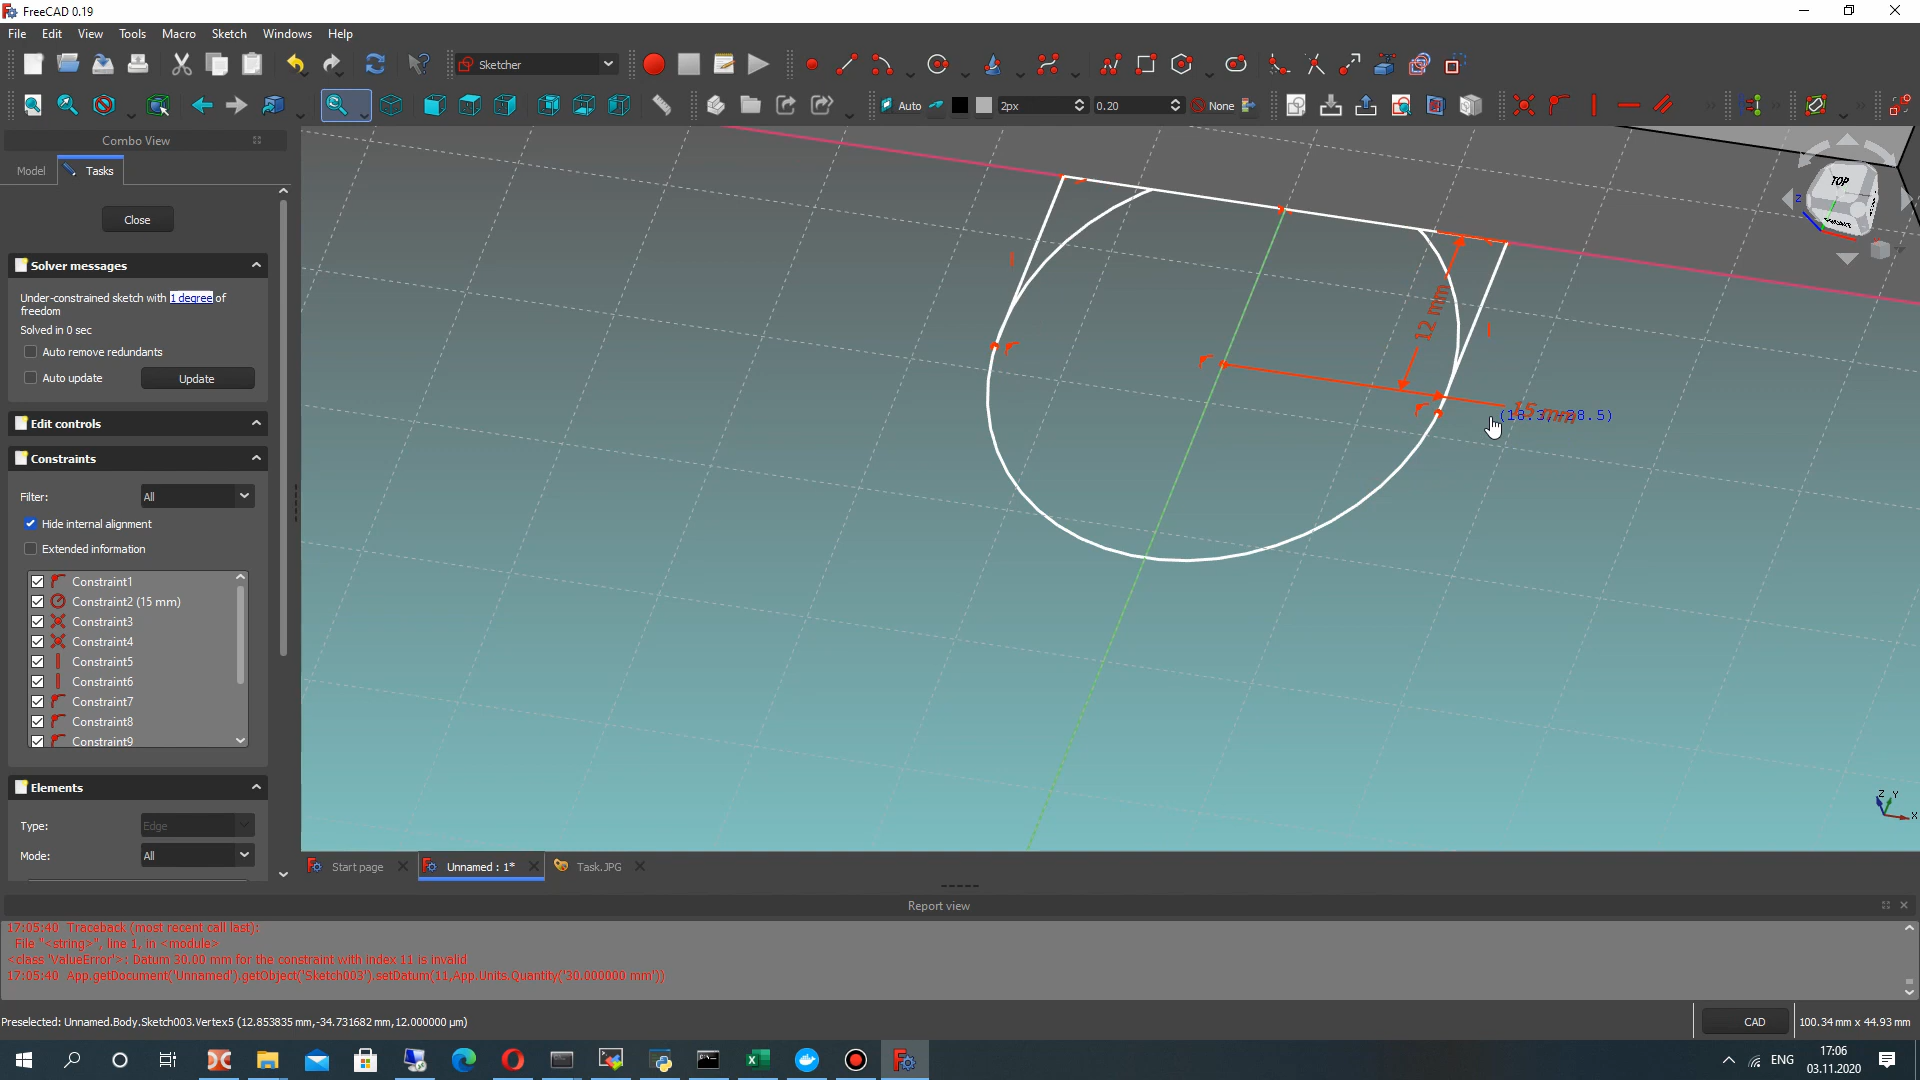 FreeCAD 0.19
File Edit View Tools Macro Sketch Windows Help
Sketcher
Auto 2px 0.20 None
Combo View
Model Tasks
Close
Solver messages
Under-constrained sketch with 1 degree of
freedom
Solved in 0 sec
Auto remove redundants
Auto update Update
Edit controls
Constraints
Filter: All
Hide internal alignment
Extended information
Constraint1
Constraint2 (15 mm)
Constraint3
Constraint4
Constraint5
Constraint6
Constraint7
Constraint8
Constraint9
Elements
Type: Edge
Mode: All
12 mm
15 mm
TOP
Z
Z Y X
Start page Unnamed : 1* Task.JPG
Report view
17:05:40 Traceback (most recent call last):
File "<string>", line 1, in <module>
<class 'ValueError'>: Datum 30.00 mm for the constraint with index 11 is invalid
17:05:40 App.getDocument('Unnamed').getObject('Sketch003').setDatum(11,App.Units.Quantity('30.000000 mm'))
Preselected: Unnamed.Body.Sketch003.Vertex5 (12.853835 mm,-34.731682 mm,12.000000 µm)
CAD 100.34 mm x 44.93 mm
ENG
17:06
03.11.2020